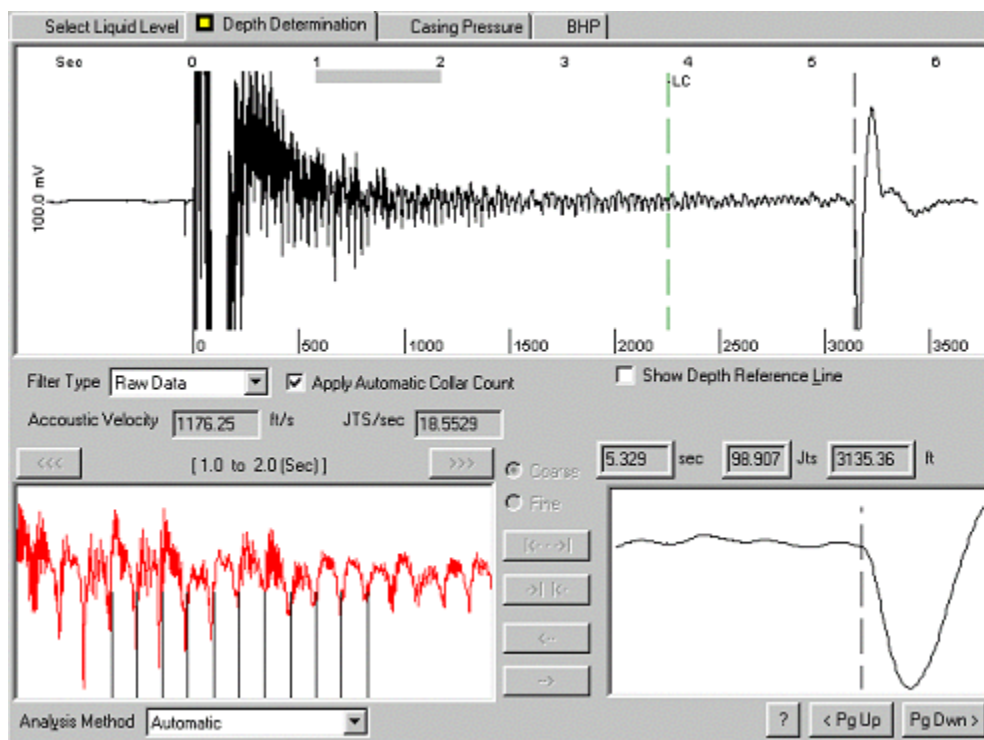 Select Liquid Level Depth Determination Casing Pressure BHP
Sec 0 1 2 3 4 5 6
LC
100.0 mV
0 500 1000 1500 2000 2500 3000 3500
Filter Type Raw Data Apply Automatic Collar Count Show Depth Reference Line
Accoustic Velocity 1176.25 ft/s JTS/sec 18.5529
<<< [ 1.0 to 2.0 (Sec) ] >>> 5.329 sec 98.907 Jts 3135.36 ft
Coarse
Fine
|<--->|
->| |<-
<--
-->
Analysis Method Automatic ? < Pg Up Pg Dwn >